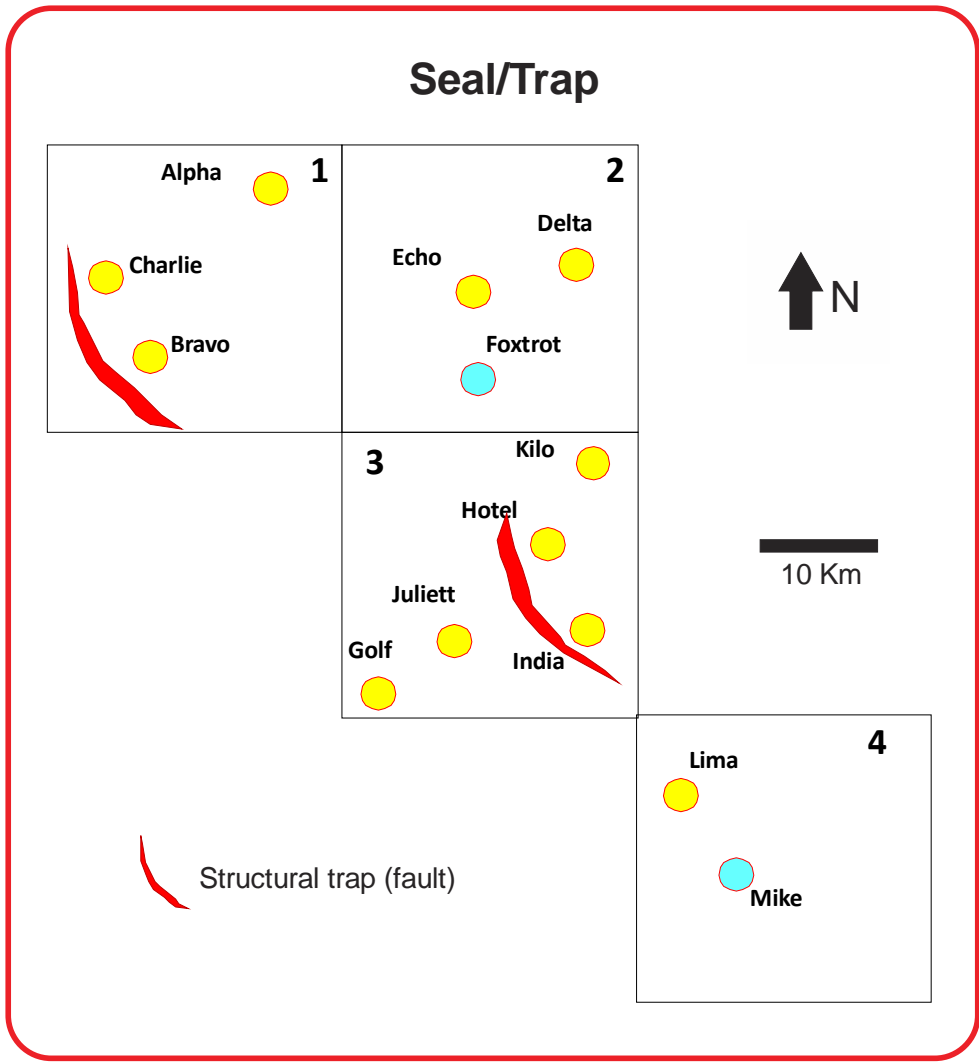 Seal/Trap
Alpha
1
2
Charlie
Bravo
Delta
Echo
Foxtrot
N
3
Kilo
Hotel
10 Km
Juliett
Golf
India
4
Lima
Mike
Structural trap (fault)